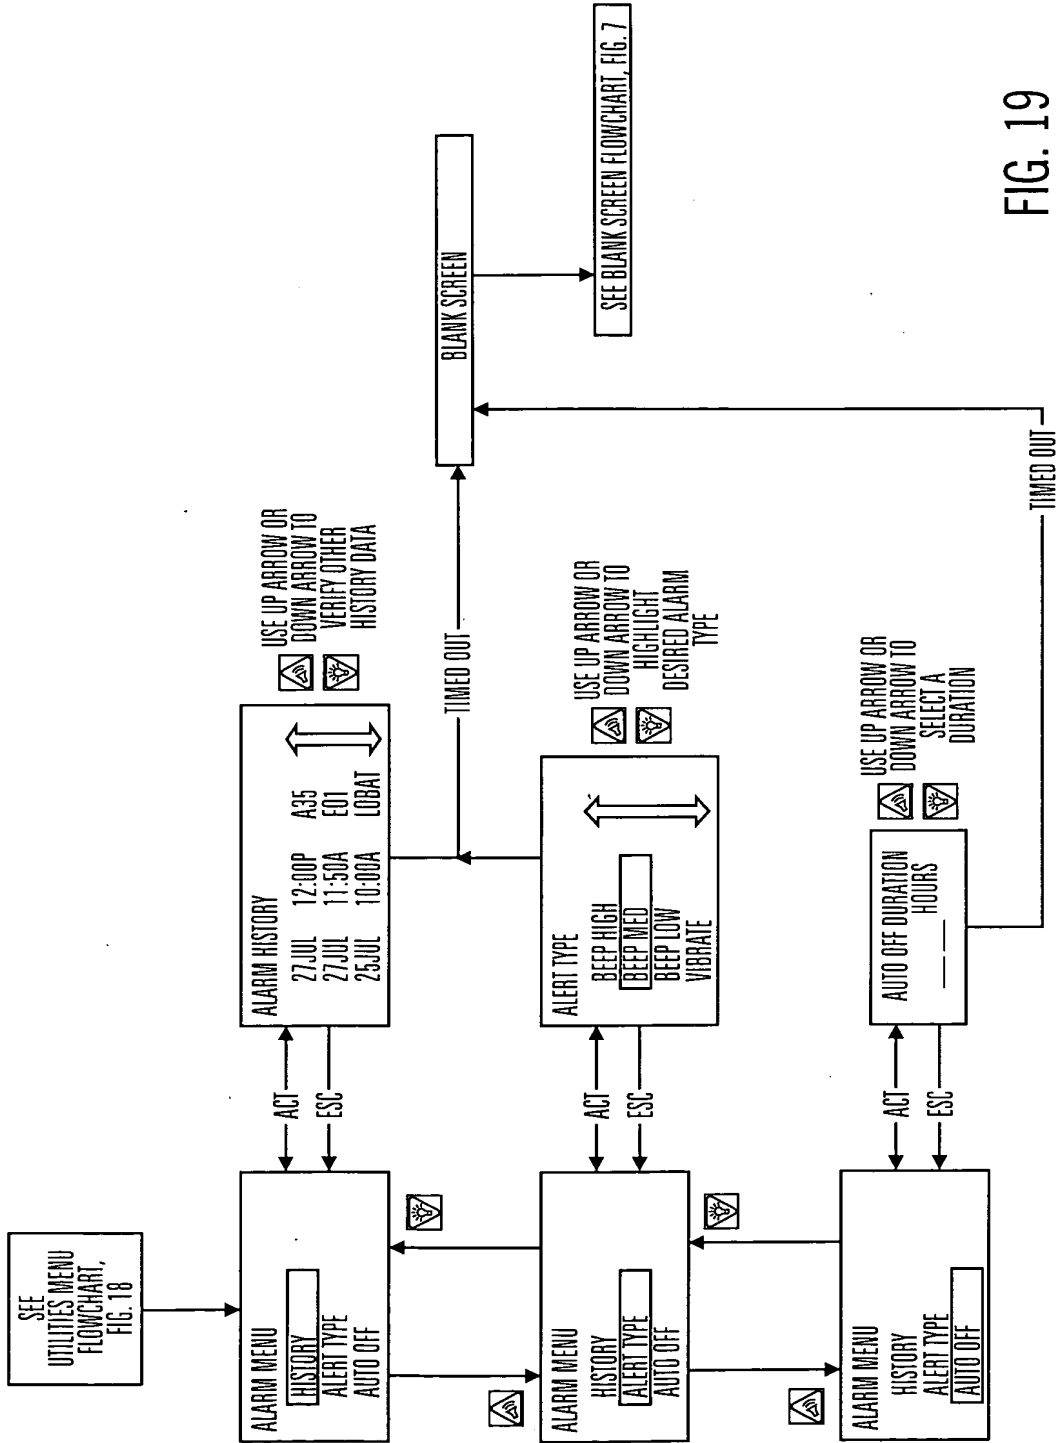 SEE
UTILITIES MENU
FLOWCHART,
FIG. 18
ALARM MENU
HISTORY
ALERT TYPE
AUTO OFF
ACT
ESC
ALARM HISTORY
27JUL 12:00P A35
27JUL 11:50A E01
25JUL 10:00A LOBAT
USE UP ARROW OR
DOWN ARROW TO
VERIFY OTHER
HISTORY DATA
TIMED OUT
BLANK SCREEN
SEE BLANK SCREEN FLOWCHART, FIG. 7
ALARM MENU
HISTORY
ALERT TYPE
AUTO OFF
ACT
ESC
ALERT TYPE
BEEP HIGH
BEEP MED
BEEP LOW
VIBRATE
USE UP ARROW OR
DOWN ARROW TO
HIGHLIGHT
DESIRED ALARM
TYPE
ALARM MENU
HISTORY
ALERT TYPE
AUTO OFF
ACT
ESC
AUTO OFF DURATION
HOURS
USE UP ARROW OR
DOWN ARROW TO
SELECT A
DURATION
TIMED OUT
FIG. 19